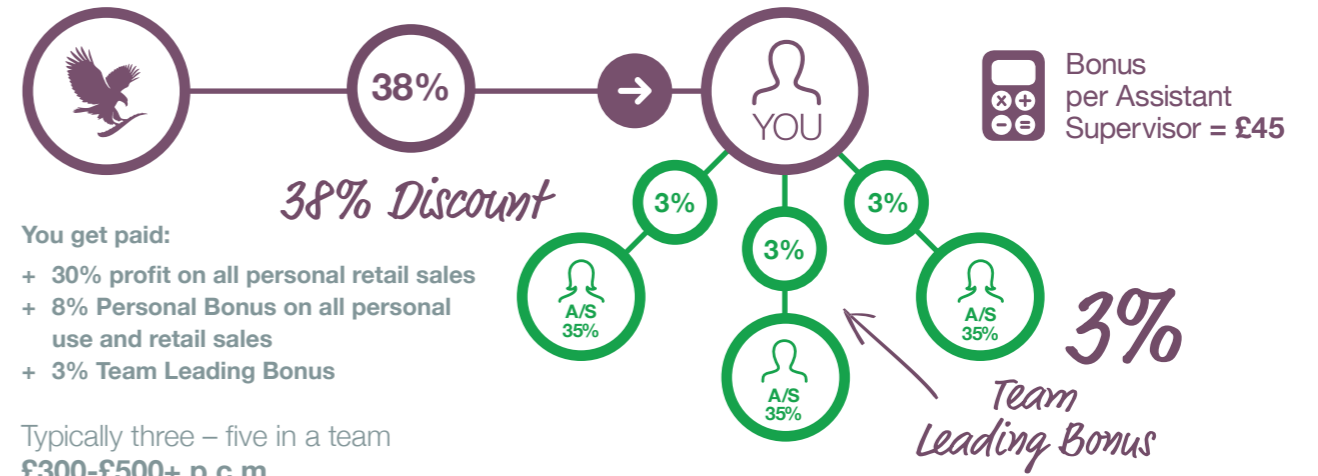 38%
YOU
Bonus
per Assistant
Supervisor = £45
38% Discount
3%
3%
3%
You get paid:
+ 30% profit on all personal retail sales
+ 8% Personal Bonus on all personal
use and retail sales
+ 3% Team Leading Bonus
A/S
35%
A/S
35%
A/S
35%
3%
Team
Leading Bonus
Typically three – five in a team
£300-£500+ p.c.m